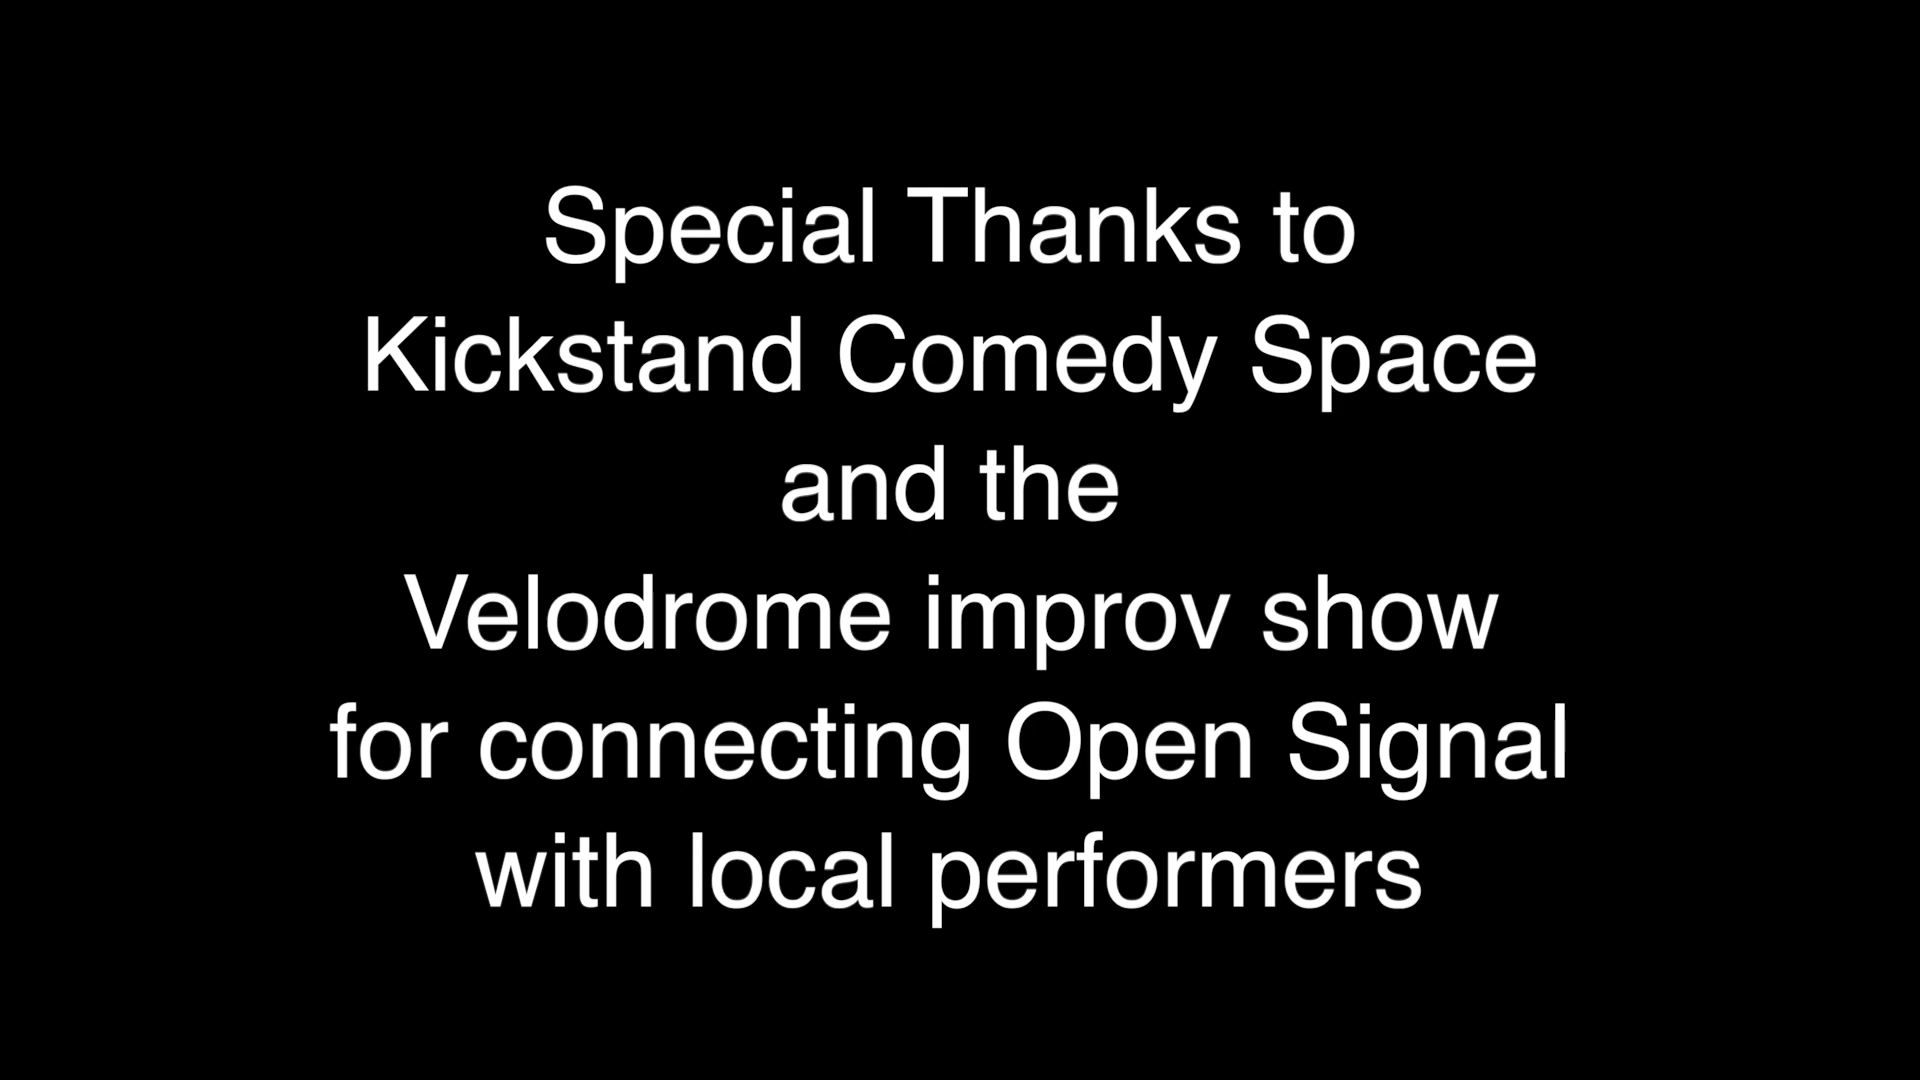 Special Thanks to
Kickstand Comedy Space
and the
Velodrome improv show
for connecting Open Signal
with local performers